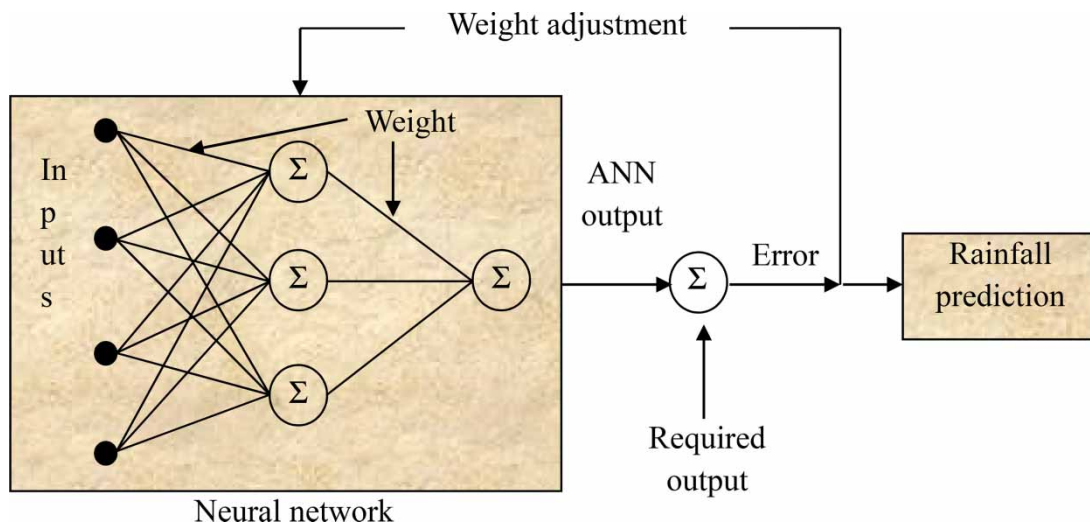 Weight adjustment
Weight
In
p
ut
s
Σ
Σ
Σ
Σ
ANN
output
Σ
Error
Rainfall
prediction
Required
output
Neural network